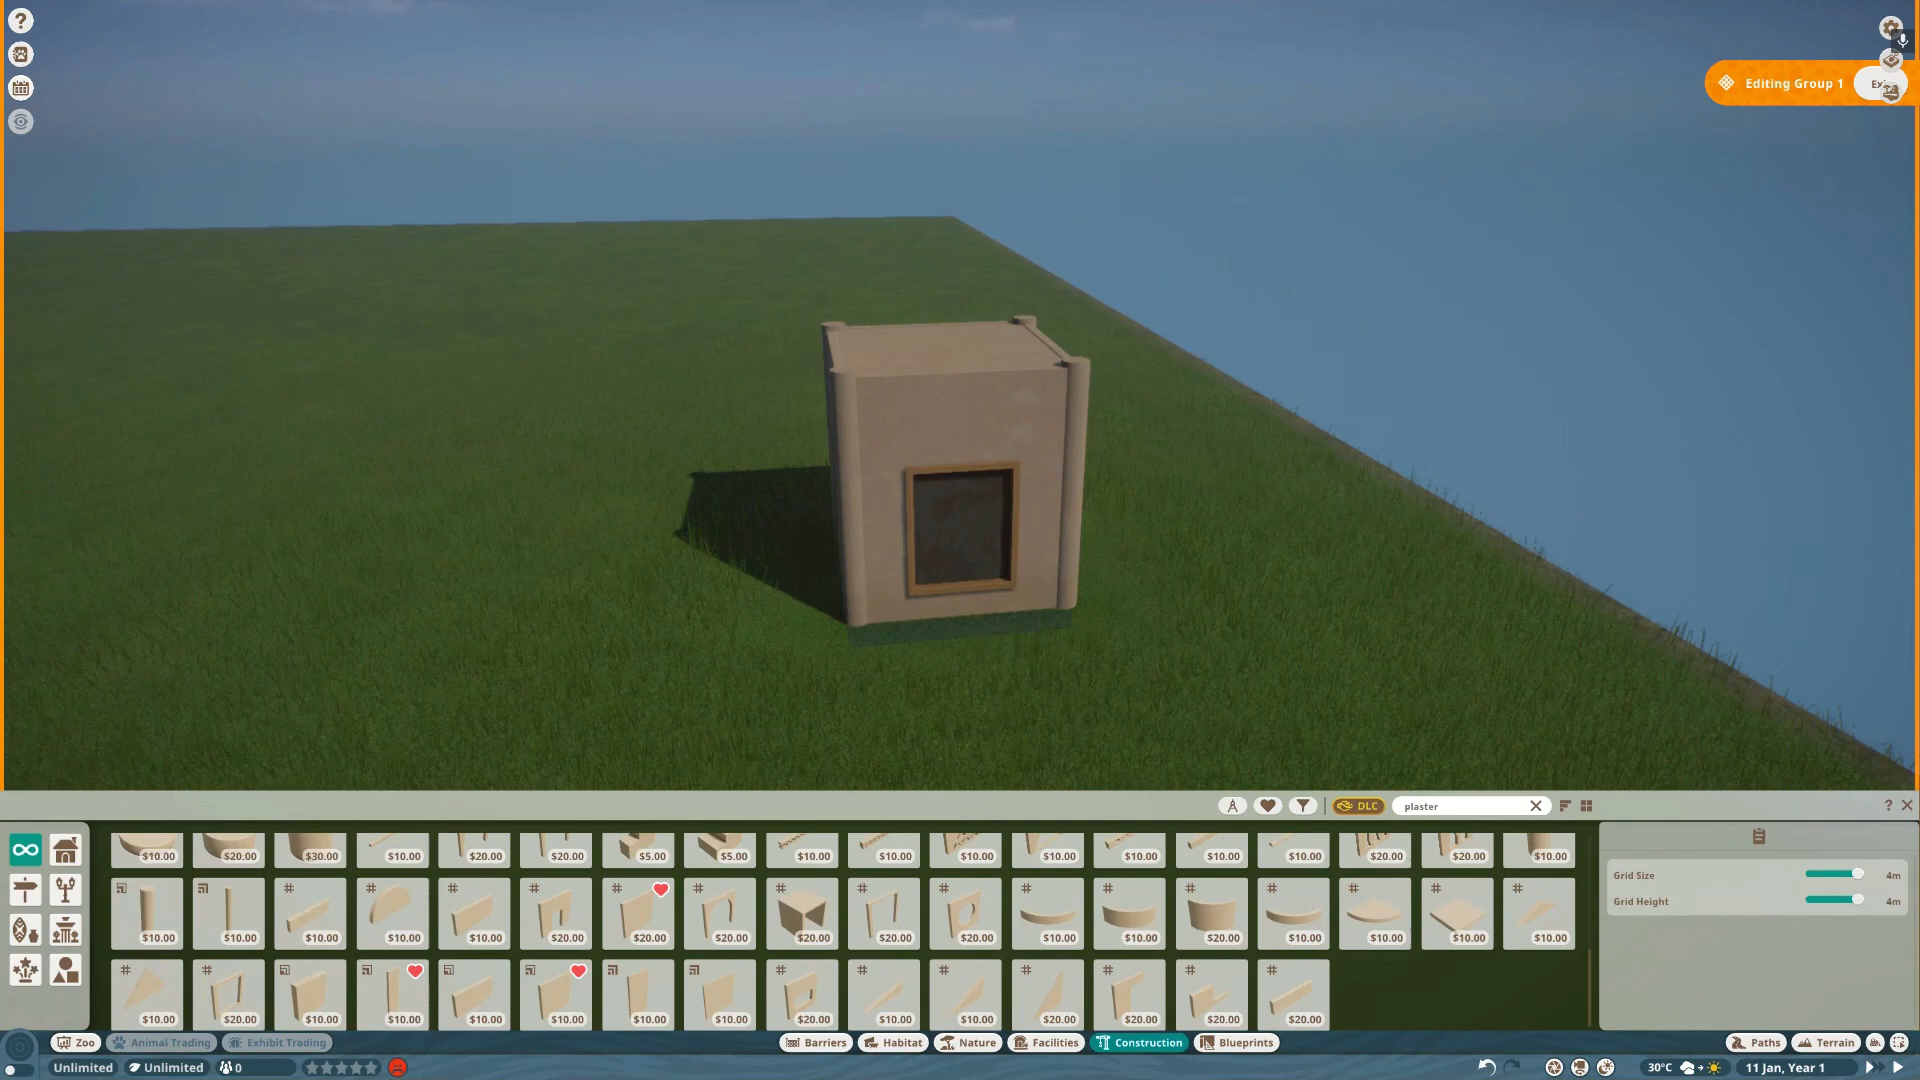 ?
Editing Group 1
DLC
plaster
?
$10.00 $20.00 $30.00 $10.00 $20.00 $20.00 $5.00 $5.00 $10.00 $10.00 $10.00 $10.00 $10.00 $10.00 $10.00 $20.00 $20.00 $10.00
$10.00 $10.00 $10.00 $10.00 $10.00 $20.00 $20.00 $20.00 $20.00 $20.00 $20.00 $10.00 $10.00 $20.00 $10.00 $10.00 $10.00 $10.00
$10.00 $20.00 $10.00 $10.00 $10.00 $10.00 $10.00 $10.00 $20.00 $10.00 $10.00 $20.00 $20.00 $20.00 $20.00
Grid Size 4m
Grid Height 4m
Zoo Animal Trading Exhibit Trading Barriers Habitat Nature Facilities Construction Blueprints Paths Terrain
Unlimited Unlimited 0 30°C 11 Jan, Year 1